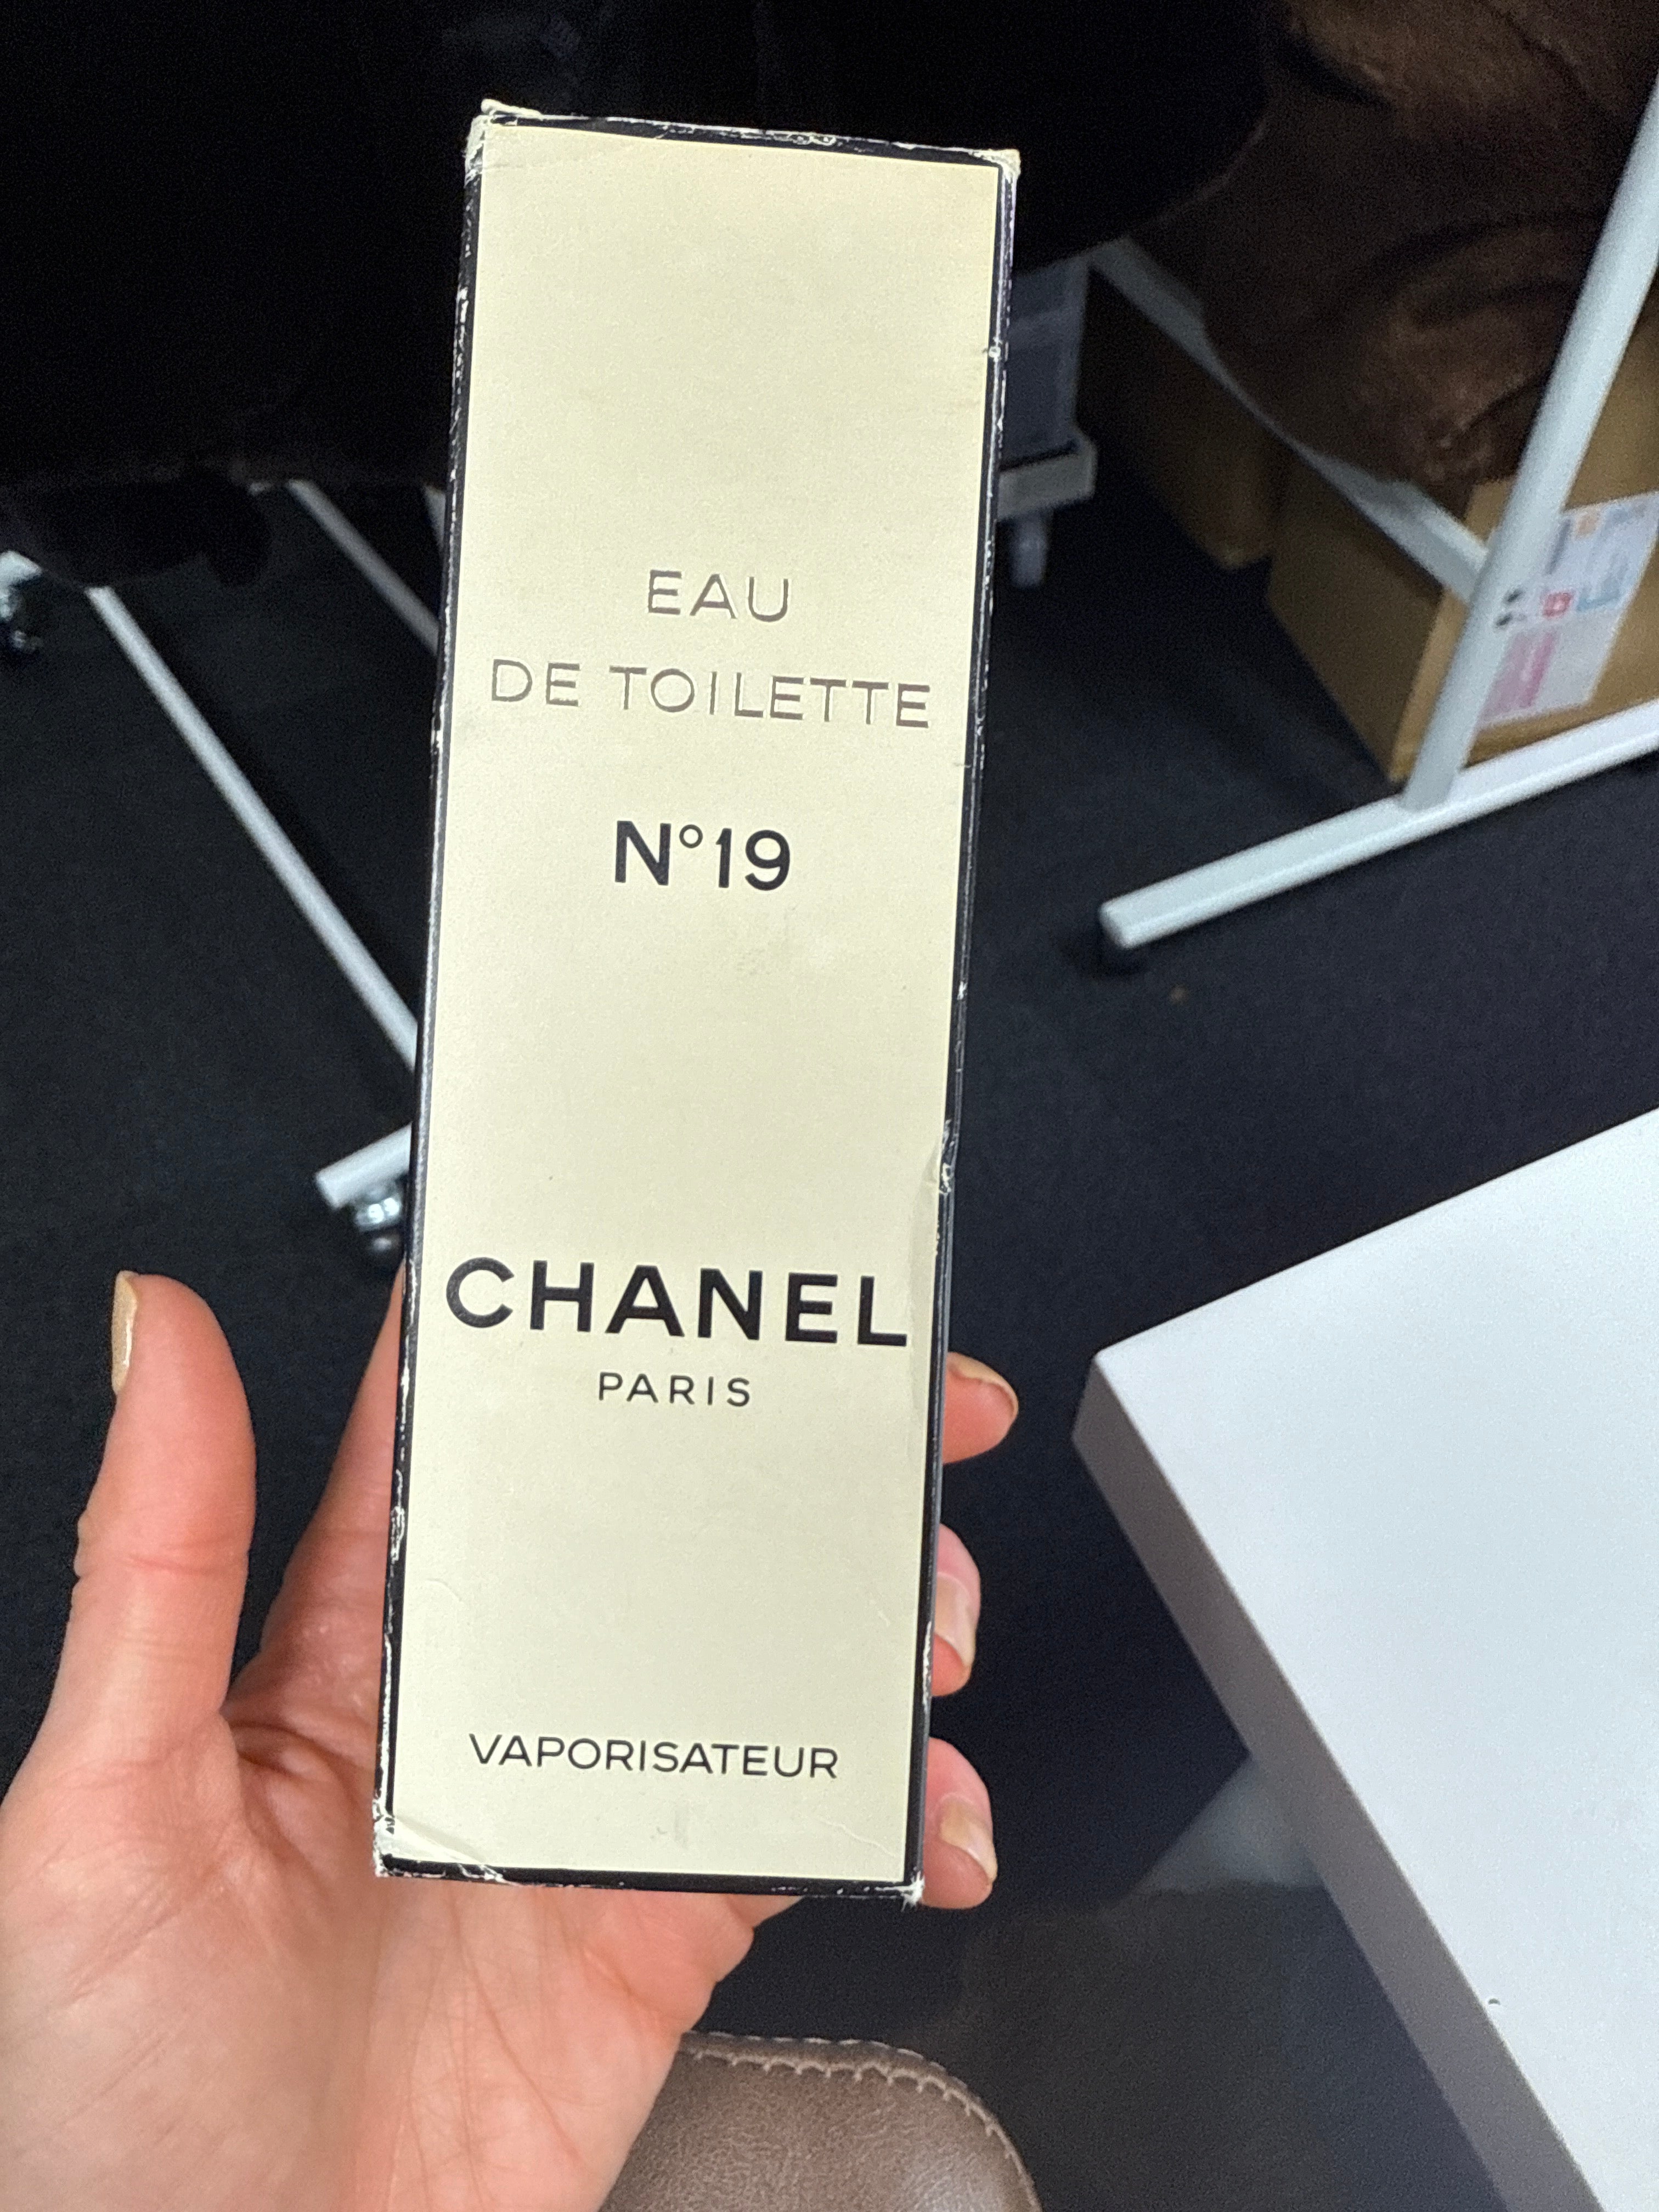 EAU
DE TOILETTE
N°19
CHANEL
PARIS
VAPORISATEUR